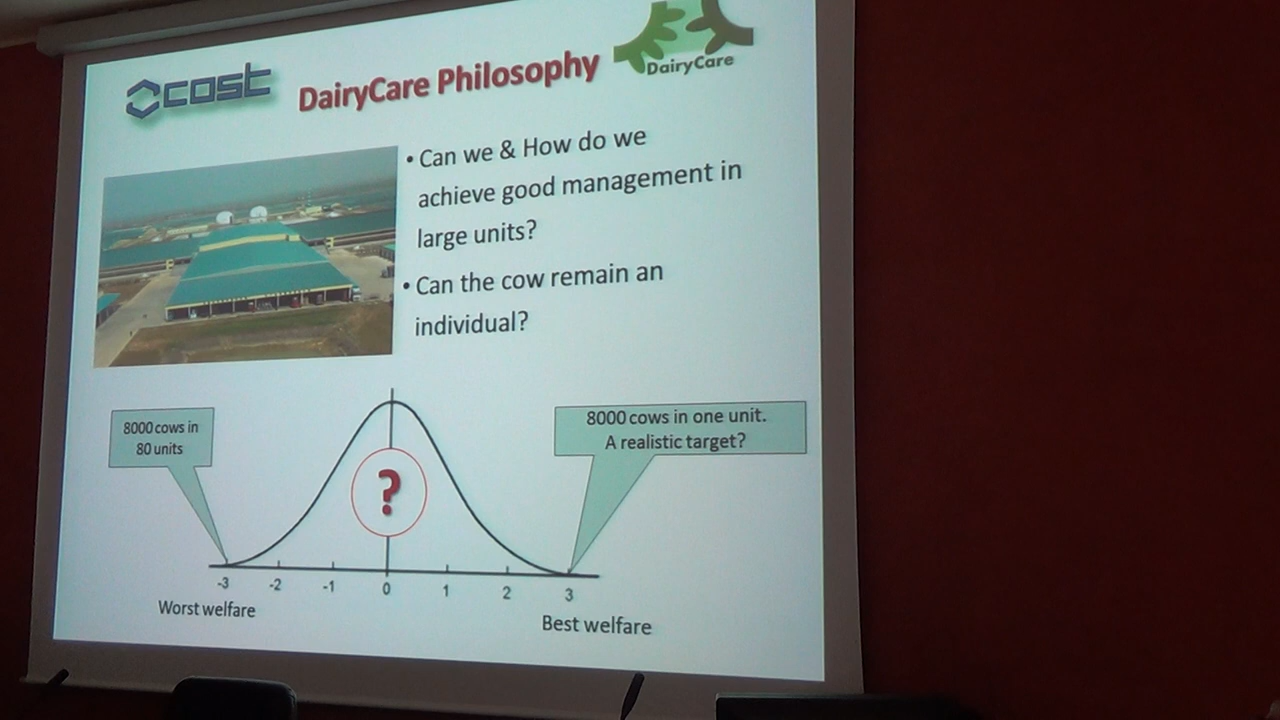 cost
DairyCare Philosophy
DairyCare
• Can we & How do we
achieve good management in
large units?
• Can the cow remain an
individual?
8000 cows in
80 units
8000 cows in one unit.
A realistic target?
?
-3 -2 -1 0 1 2 3
Worst welfare
Best welfare